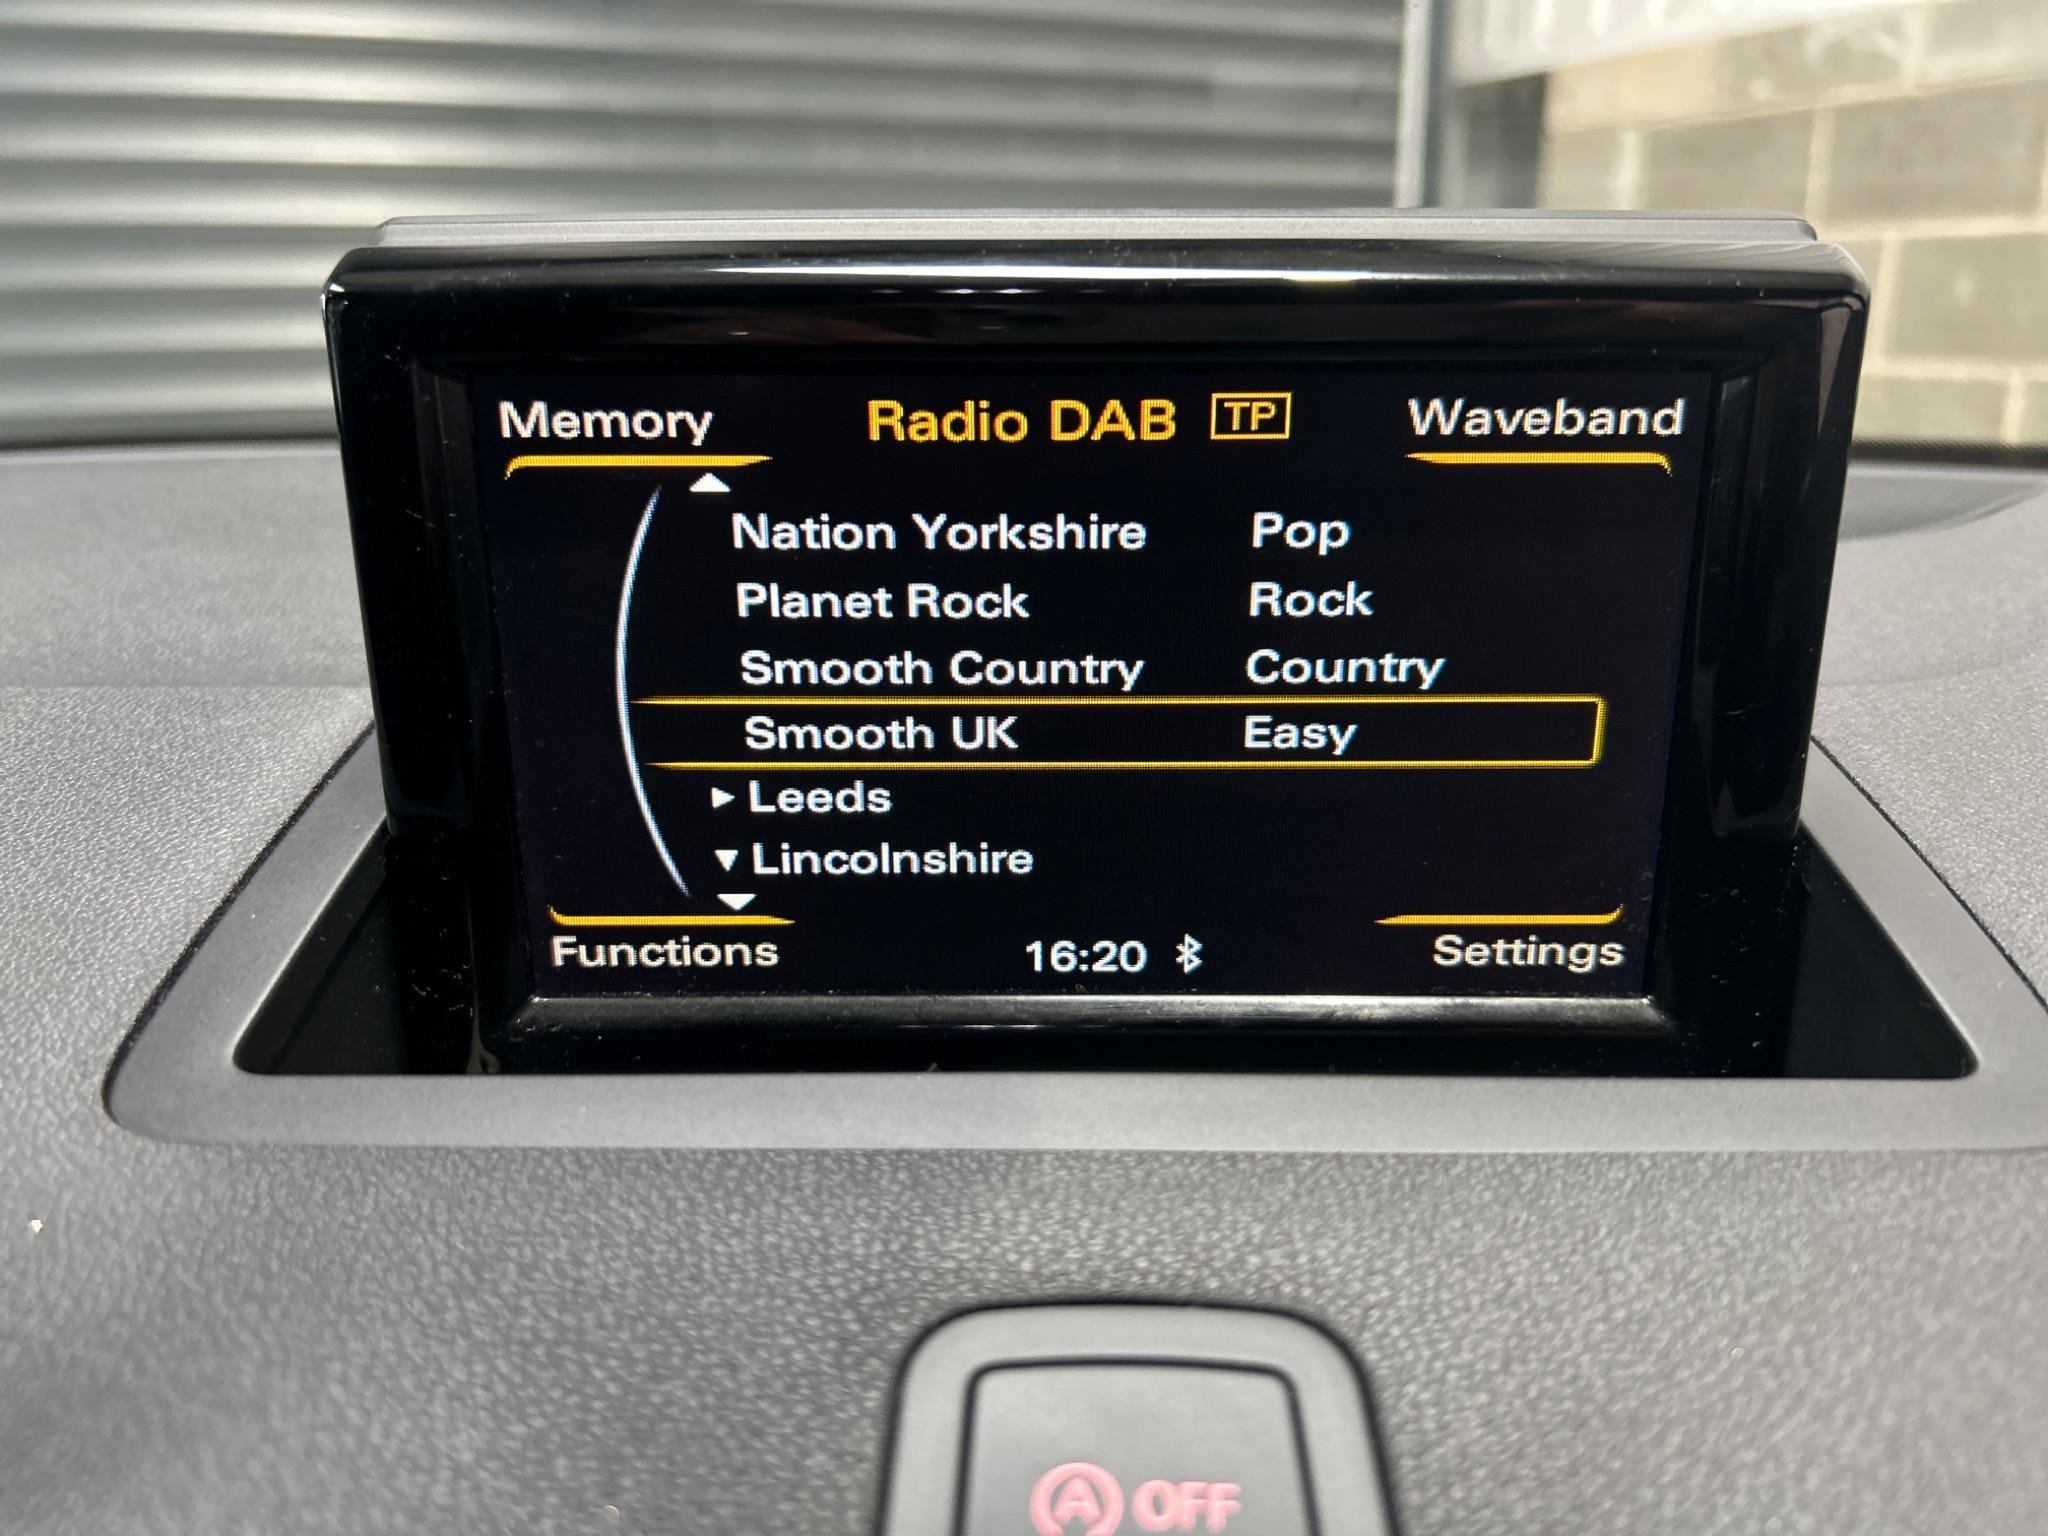 Memory Radio DAB TP Waveband
Nation Yorkshire Pop
Planet Rock Rock
Smooth Country Country
Smooth UK Easy
Leeds
Lincolnshire
Functions 16:20 Settings
A OFF